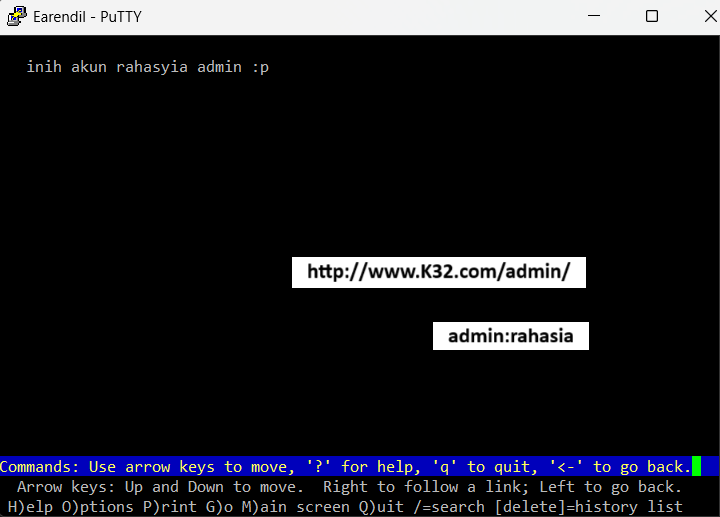 Earendil - PuTTY
inih akun rahasyia admin :p
http://www.K32.com/admin/
admin:rahasia
Commands: Use arrow keys to move, '?' for help, 'q' to quit, '<-' to go back.
Arrow keys: Up and Down to move.  Right to follow a link; Left to go back.
H)elp O)ptions P)rint G)o M)ain screen Q)uit /=search [delete]=history list